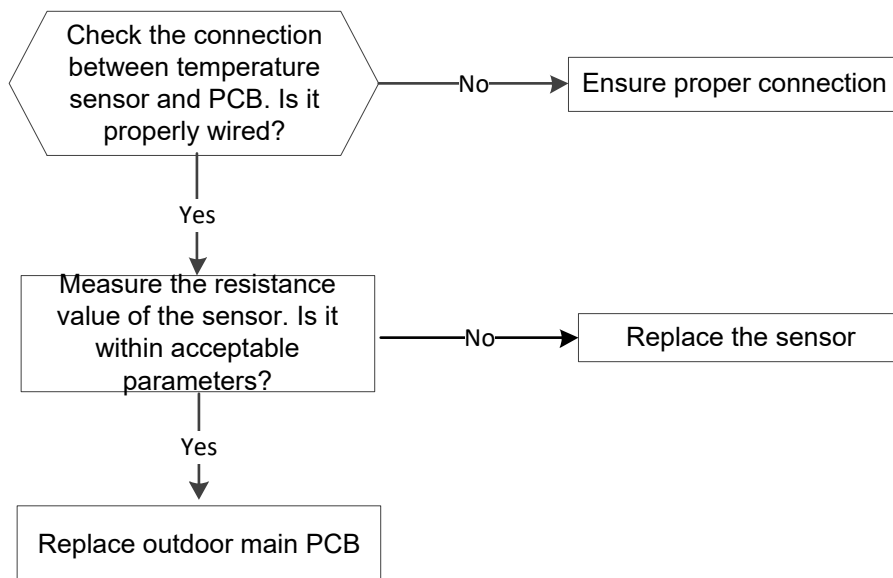 Check the connection
between temperature
sensor and PCB. Is it
properly wired?
No
Ensure proper connection
Yes
Measure the resistance
value of the sensor. Is it
within acceptable
parameters?
No
Replace the sensor
Yes
Replace outdoor main PCB